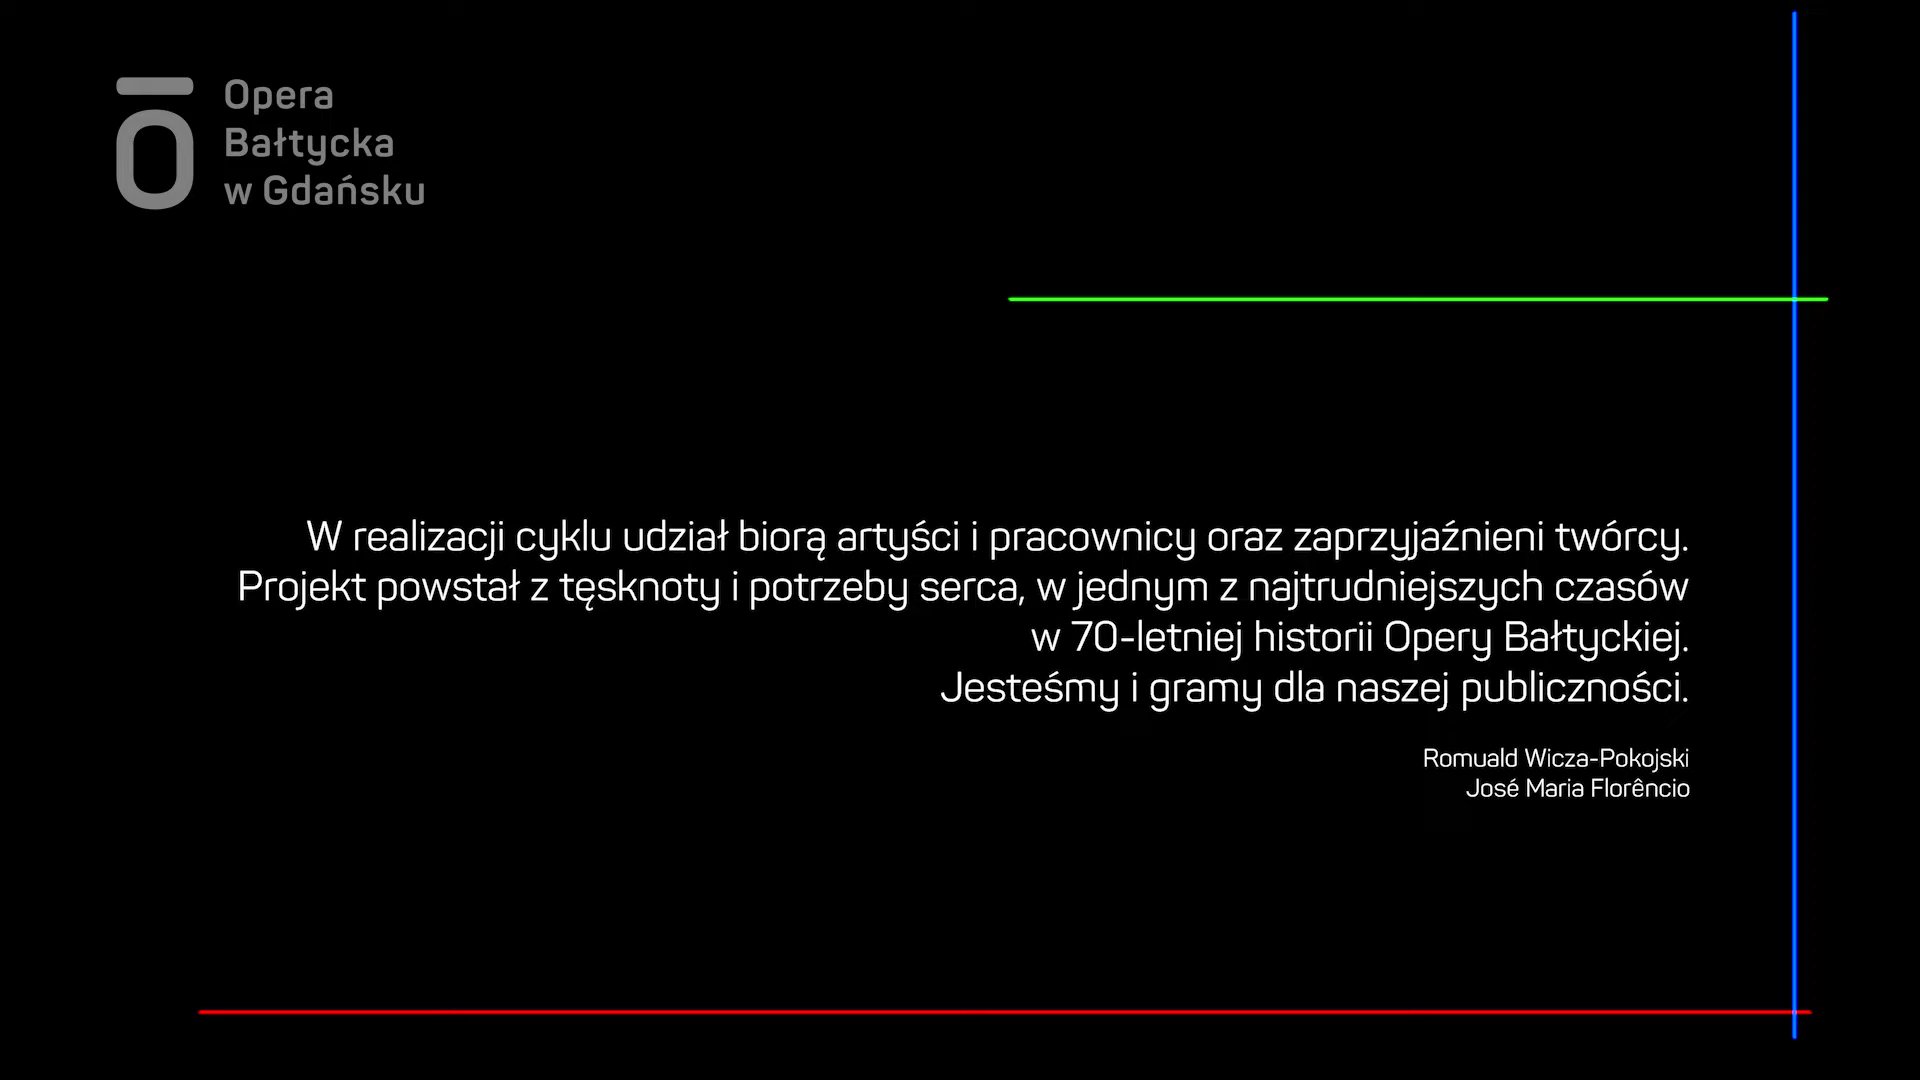 Opera
Bałtycka
w Gdańsku
W realizacji cyklu udział biorą artyści i pracownicy oraz zaprzyjaźnieni twórcy.
Projekt powstał z tęsknoty i potrzeby serca, w jednym z najtrudniejszych czasów
w 70-letniej historii Opery Bałtyckiej.
Jesteśmy i gramy dla naszej publiczności.
Romuald Wicza-Pokojski
José Maria Florêncio